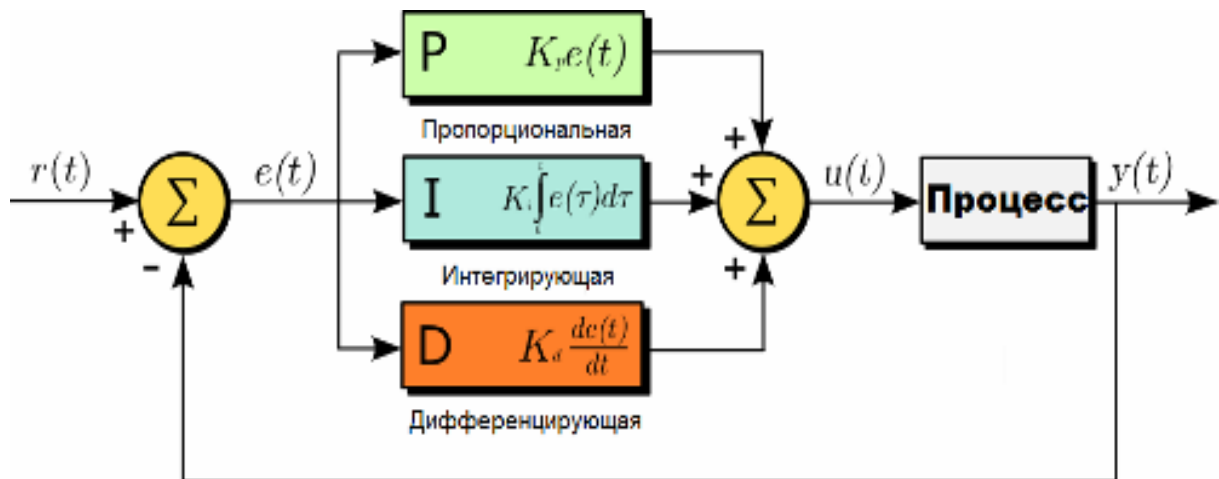 P K_p e(t)
Пропорциональная
r(t) e(t) I K_i ∫ e(τ)dτ u(t) Процесс y(t)
Σ Σ
+ - + + +
Интегрирующая
D K_d de(t)/dt
Дифференцирующая